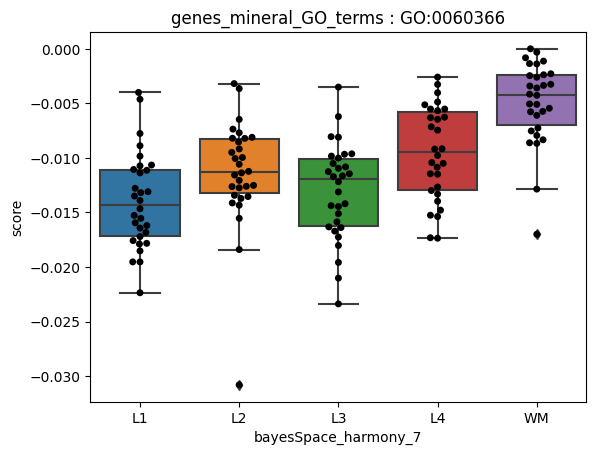 genes_mineral_GO_terms : GO:0060366
0.000
−0.005
−0.010
−0.015
−0.020
−0.025
−0.030
score
L1 L2 L3 L4 WM
bayesSpace_harmony_7